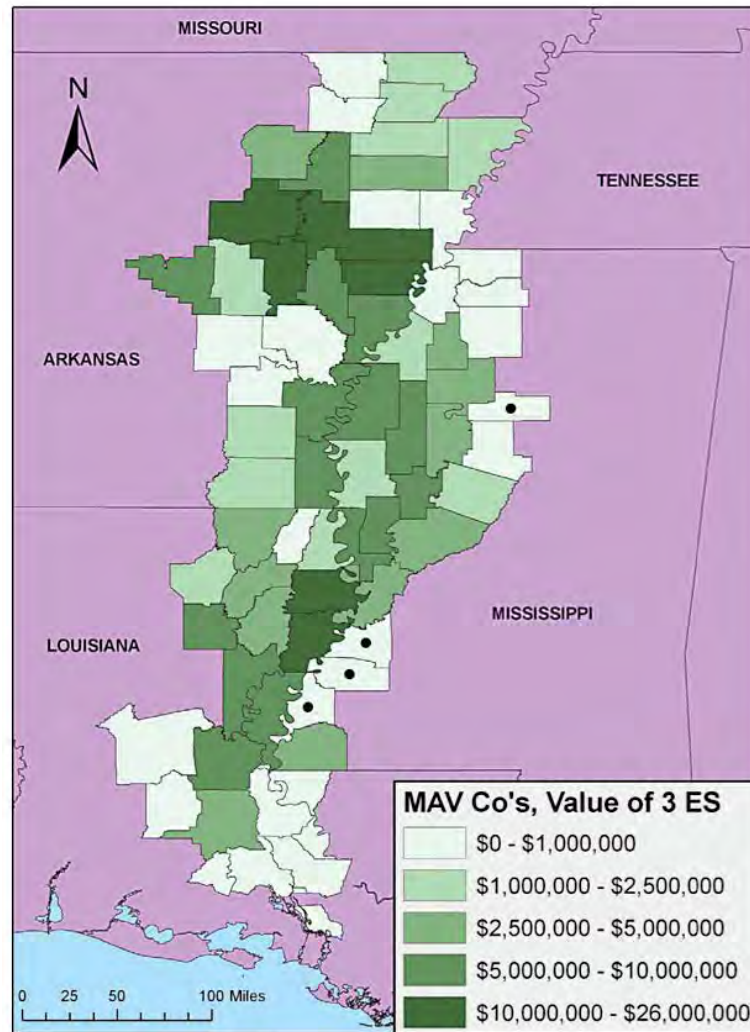 MISSOURI
N
TENNESSEE
ARKANSAS
MISSISSIPPI
LOUISIANA
MAV Co's, Value of 3 ES
$0 - $1,000,000
$1,000,000 - $2,500,000
$2,500,000 - $5,000,000
$5,000,000 - $10,000,000
$10,000,000 - $26,000,000
0 25 50 100 Miles